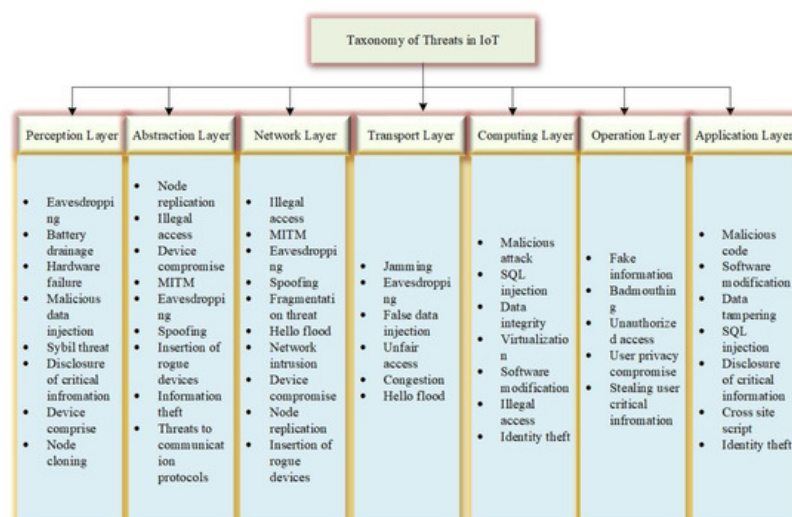 Taxonomy of Threats in IoT
Perception Layer
Abstraction Layer
Network Layer
Transport Layer
Computing Layer
Operation Layer
Application Layer
• Eavesdroppi
ng
• Battery
drainage
• Hardware
failure
• Malicious
data
injection
• Sybil threat
• Disclosure
of critical
infromation
• Device
comprise
• Node
cloning
• Node
replication
• Illegal
access
• Device
compromise
• MITM
• Eavesdroppi
ng
• Spoofing
• Insertion of
rogue
devices
• Information
theft
• Threats to
communicat
ion
protocols
• Illegal
access
• MITM
• Eavesdroppi
ng
• Spoofing
• Fragmentati
on threat
• Hello flood
• Network
intrusion
• Device
compromise
• Node
replication
• Insertion of
rogue
devices
• Jamming
• Eavesdropping
• False data
injection
• Unfair
access
• Congestion
• Hello flood
• Malicious
attack
• SQL
injection
• Data
integrity
• Virtualizatio
n
• Software
modification
• Illegal
access
• Identity theft
• Fake
information
• Badmouthin
g
• Unauthorize
d access
• User privacy
compromise
• Stealing user
critical
infromation
• Malicious
code
• Software
modification
• Data
tampering
• SQL
injection
• Disclosure
of critical
information
• Cross site
script
• Identity theft